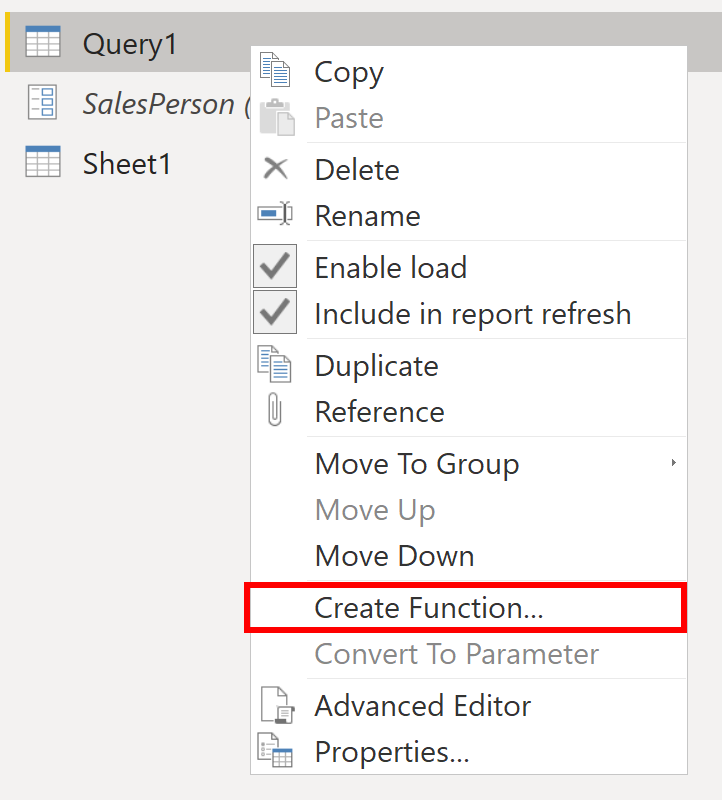 Query1
SalesPerson (
Sheet1
Copy
Paste
Delete
Rename
Enable load
Include in report refresh
Duplicate
Reference
Move To Group
Move Up
Move Down
Create Function...
Convert To Parameter
Advanced Editor
Properties...